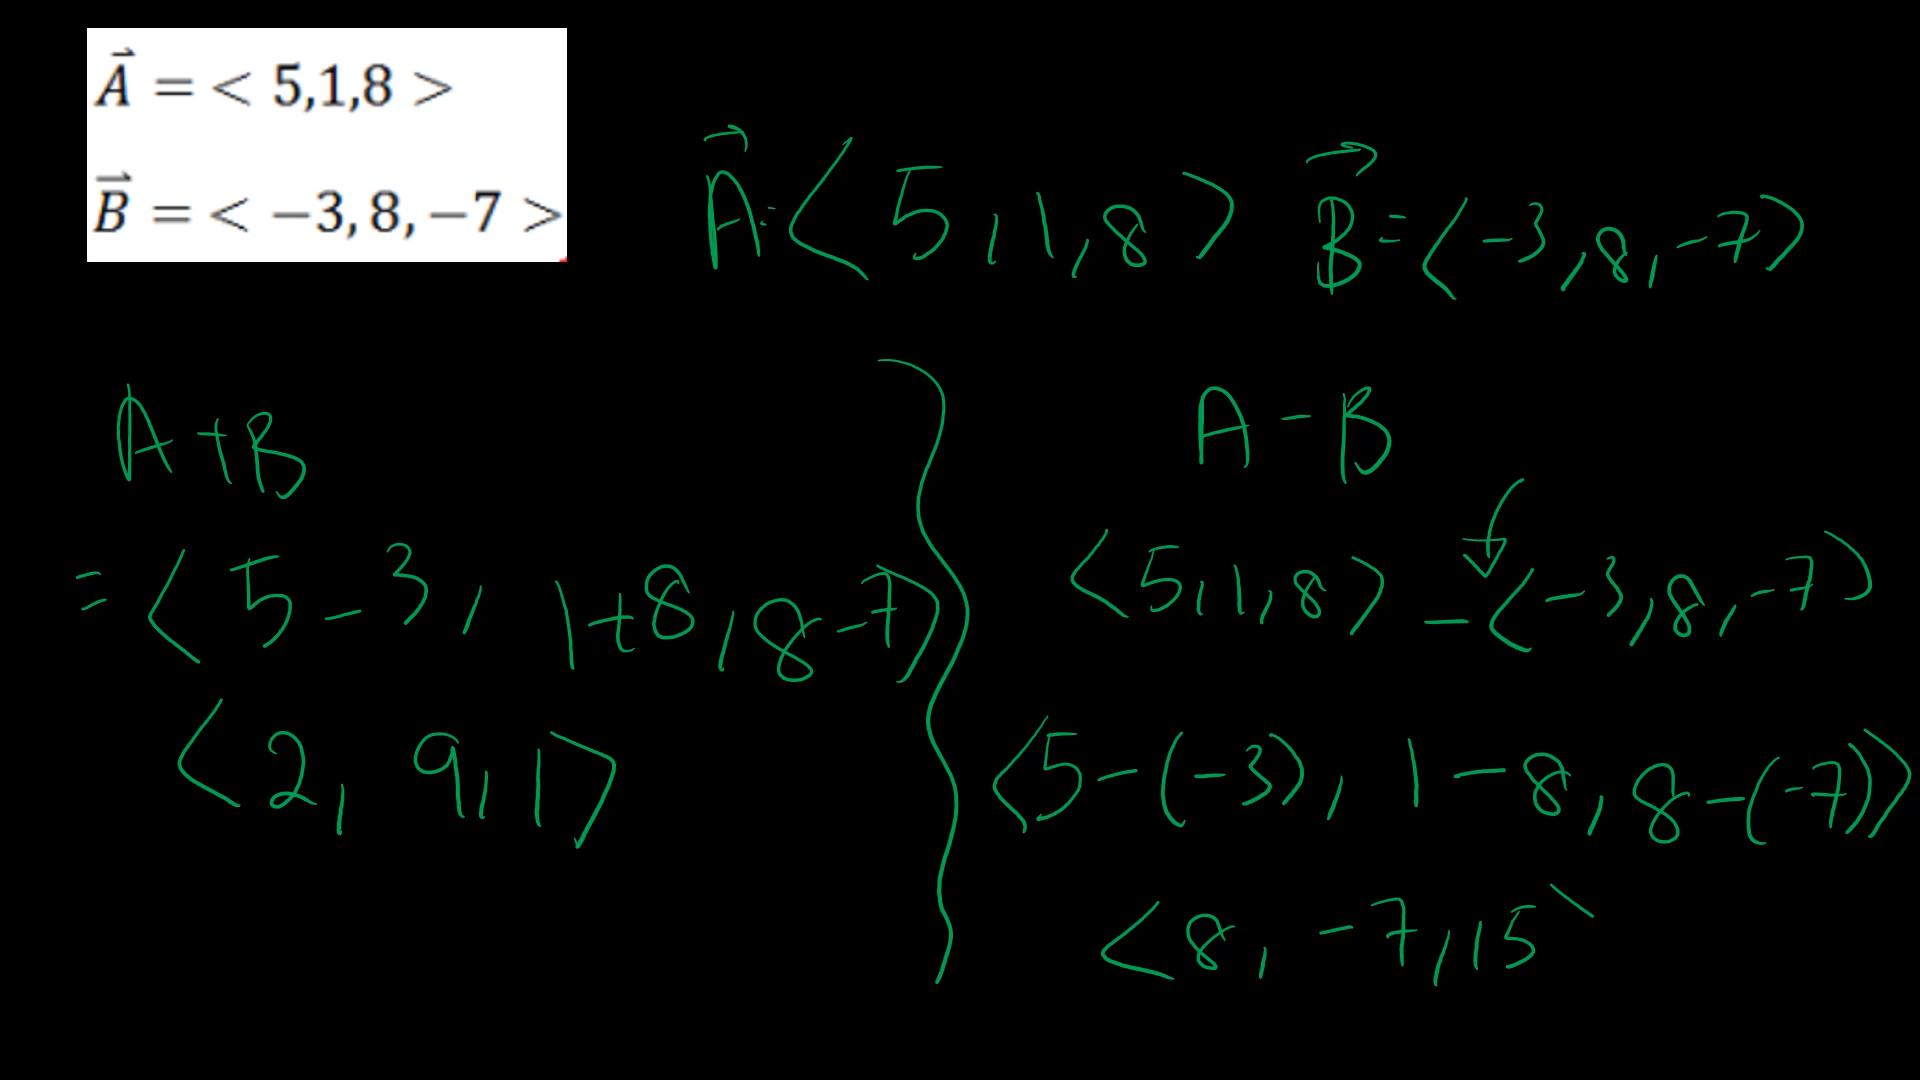 A⃗ = < 5,1,8 >
B⃗ = < −3, 8, −7 >
A⃗ = ⟨5, 1, 8⟩ B⃗ = ⟨-3, 8, -7⟩
A + B
= ⟨5 - 3, 1 + 8, 8 - 7⟩
⟨2, 9, 1⟩
A - B
⟨5, 1, 8⟩ - ⟨-3, 8, -7⟩
⟨5 - (-3), 1 - 8, 8 - (-7)⟩
⟨8, -7, 15